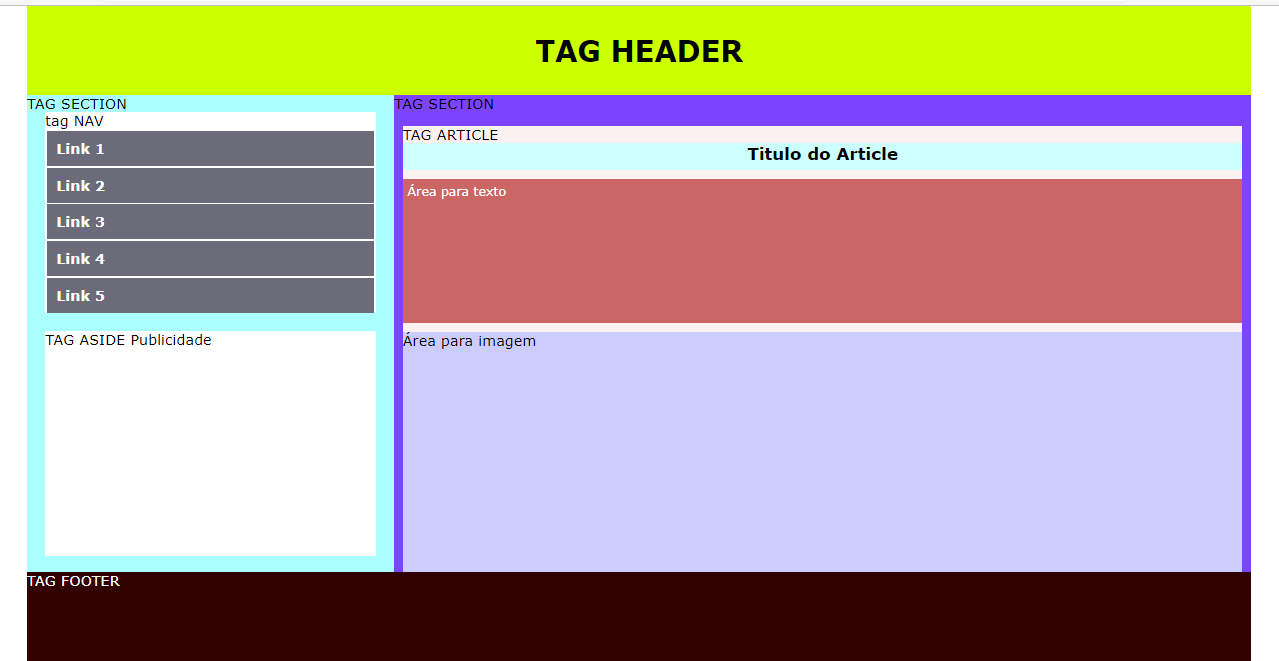 TAG HEADER
TAG SECTION
tag NAV
Link 1
Link 2
Link 3
Link 4
Link 5
TAG ASIDE Publicidade
TAG SECTION
TAG ARTICLE
Titulo do Article
Área para texto
Área para imagem
TAG FOOTER